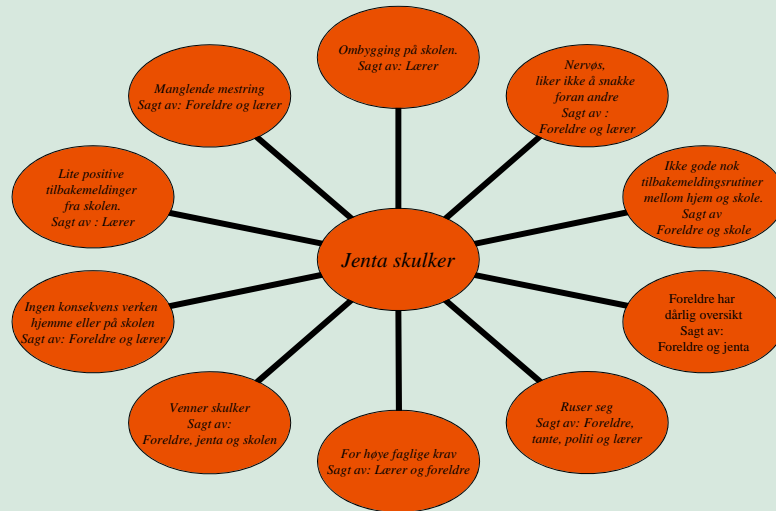 Ombygging på skolen.
Sagt av: Lærer
Nervøs,
liker ikke å snakke
foran andre
Sagt av :
Foreldre og lærer
Ikke gode nok
tilbakemeldingsrutiner
mellom hjem og skole.
Sagt av
Foreldre og skole
Foreldre har
dårlig oversikt
Sagt av:
Foreldre og jenta
Ruser seg
Sagt av: Foreldre,
tante, politi og lærer
For høye faglige krav
Sagt av: Lærer og foreldre
Venner skulker
Sagt av:
Foreldre, jenta og skolen
Ingen konsekvens verken
hjemme eller på skolen
Sagt av: Foreldre og lærer
Lite positive
tilbakemeldinger
fra skolen.
Sagt av : Lærer
Manglende mestring
Sagt av: Foreldre og lærer
Jenta skulker